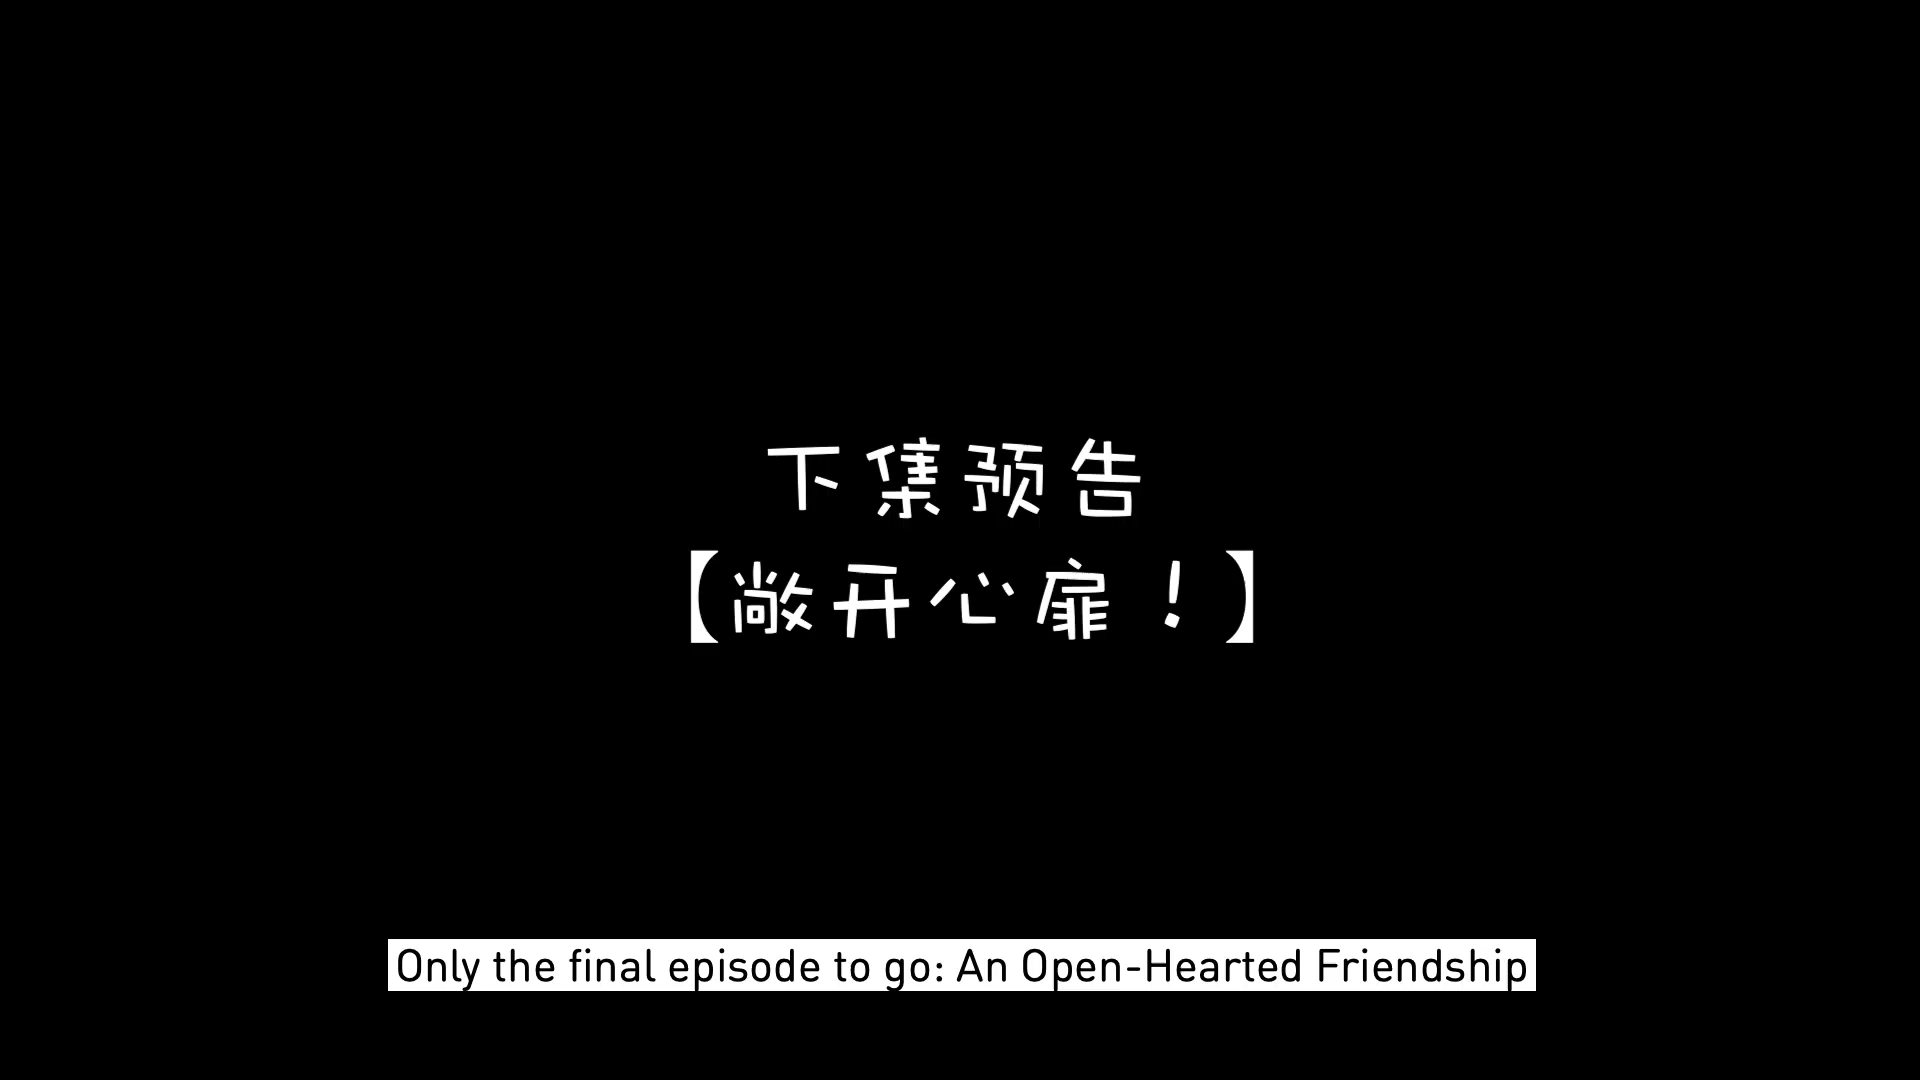 下集预告
【敞开心扉!】
Only the final episode to go: An Open-Hearted Friendship